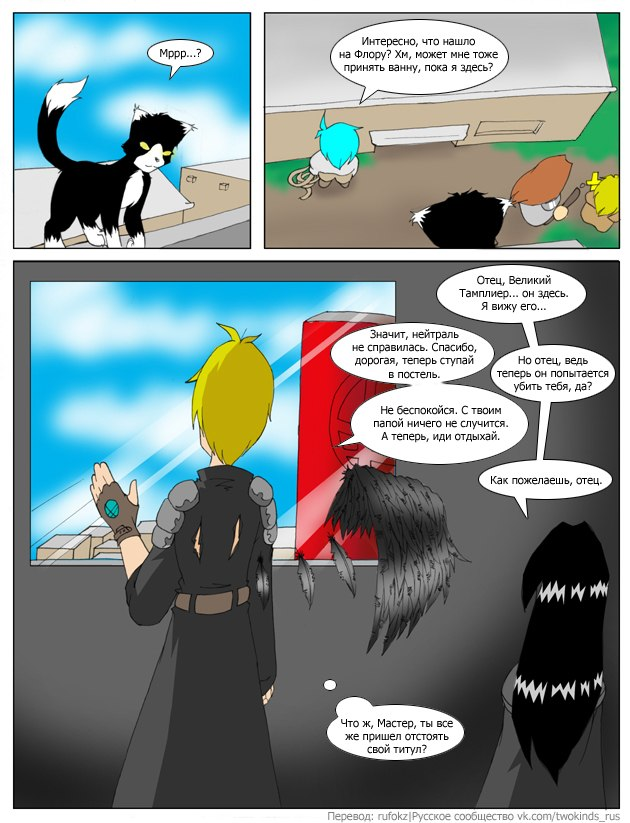 Мррр...?
Интересно, что нашло
на Флору? Хм, может мне тоже
принять ванну, пока я здесь?
Отец, Великий
Тамплиер... он здесь.
Я вижу его...
Значит, нейтраль
не справилась. Спасибо,
дорогая, теперь ступай
в постель.
Но отец, ведь
теперь он попытается
убить тебя, да?
Не беспокойся. С твоим
папой ничего не случится.
А теперь, иди отдыхай.
Как пожелаешь, отец.
Что ж, Мастер, ты все
же пришел отстоять
свой титул?
Перевод: rufokz|Русское сообщество vk.com/twokinds_rus